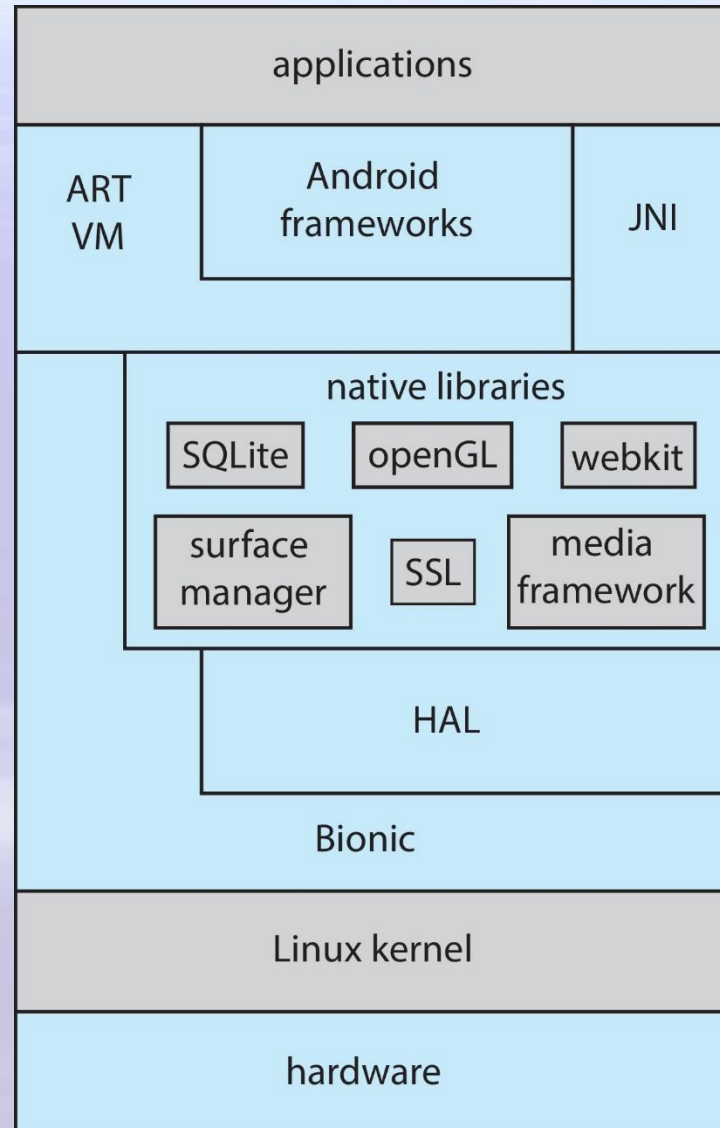 applications
ART
VM
Android
frameworks
JNI
native libraries
SQLite
openGL
webkit
surface
manager
SSL
media
framework
HAL
Bionic
Linux kernel
hardware